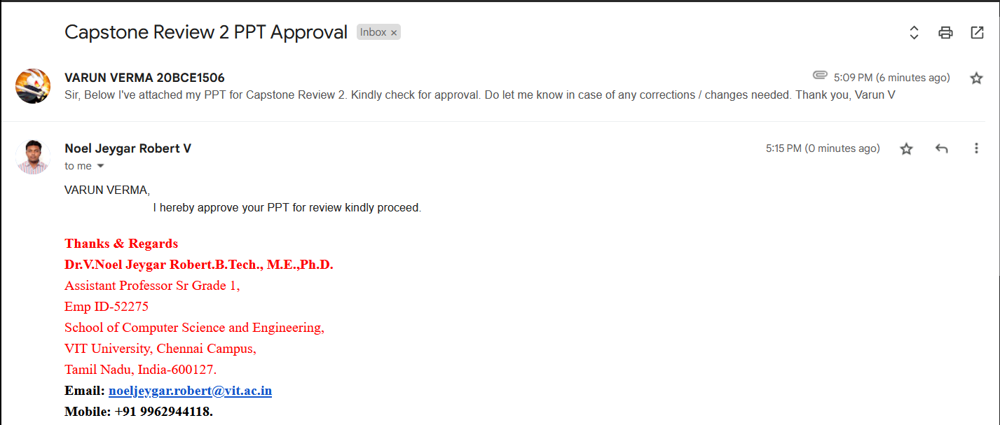 Capstone Review 2 PPT Approval Inbox ×
VARUN VERMA 20BCE1506 5:09 PM (6 minutes ago)
Sir, Below I've attached my PPT for Capstone Review 2. Kindly check for approval. Do let me know in case of any corrections / changes needed. Thank you, Varun V
Noel Jeygar Robert V 5:15 PM (0 minutes ago)
to me
VARUN VERMA,
I hereby approve your PPT for review kindly proceed.
Thanks & Regards
Dr.V.Noel Jeygar Robert.B.Tech., M.E.,Ph.D.
Assistant Professor Sr Grade 1,
Emp ID-52275
School of Computer Science and Engineering,
VIT University, Chennai Campus,
Tamil Nadu, India-600127.
Email: noeljeygar.robert@vit.ac.in
Mobile: +91 9962944118.